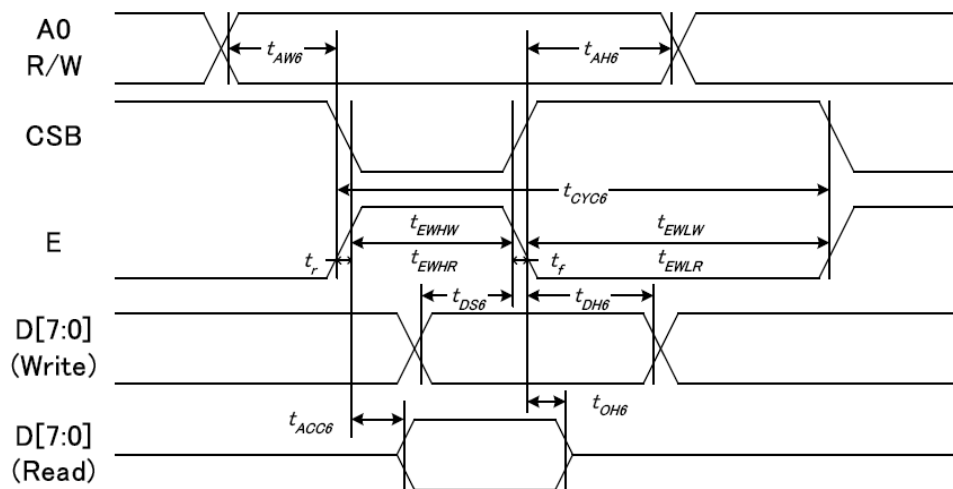 A0
R/W
tAW6
tAH6
CSB
tCYC6
E
tEWHW
tEWLW
tr
tEWHR
tf
tEWLR
tDS6
tDH6
D[7:0]
(Write)
tACC6
tOH6
D[7:0]
(Read)